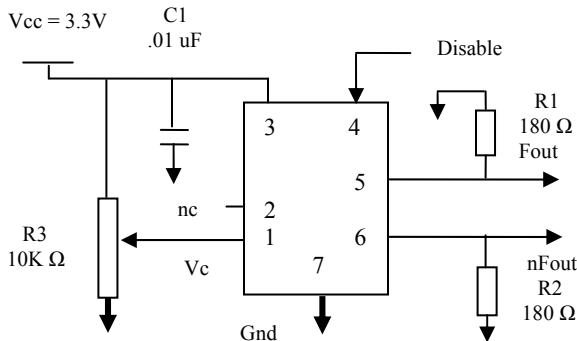 Vcc = 3.3V
C1
.01 uF
Disable
R1
180 Ω
Fout
3
4
5
nc
2
1
6
R3
10K Ω
Vc
7
nFout
R2
180 Ω
Gnd